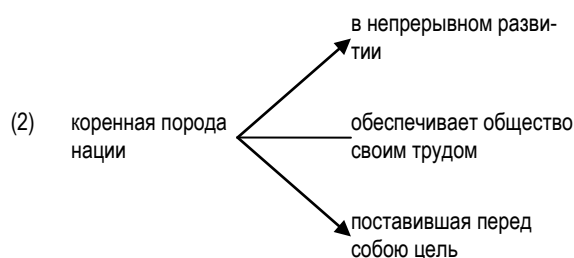 в непрерывном разви-
тии
(2) коренная порода обеспечивает общество
нации своим трудом
поставившая перед
собою цель